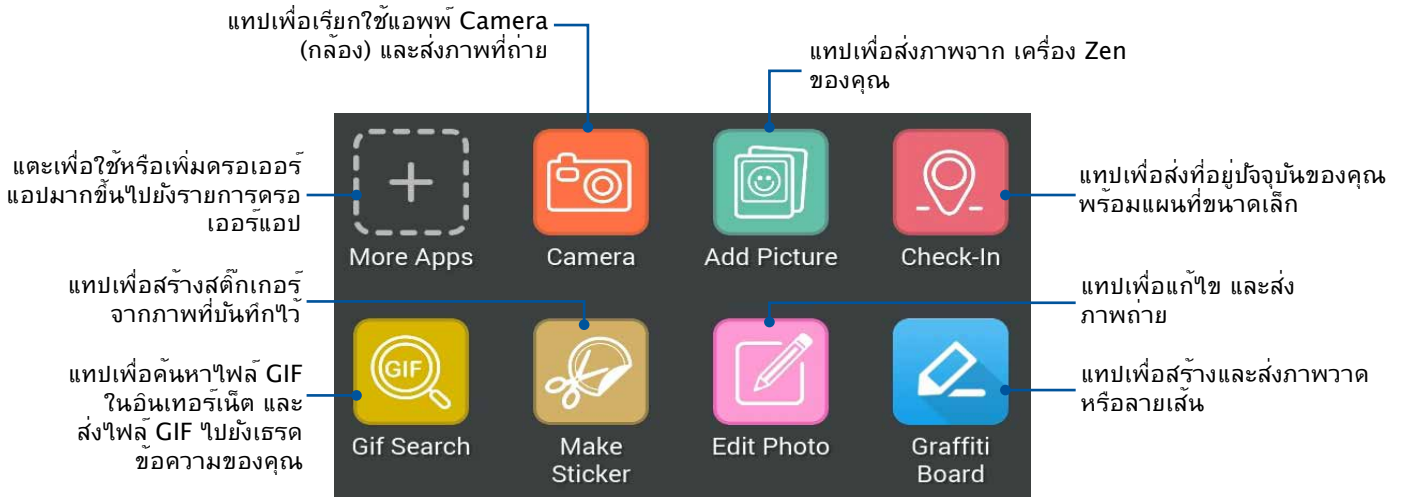 แทปเพื่อเรียกใช้แอพพ์ Camera
(กล้อง) และส่งภาพที่ถ่าย
แทปเพื่อส่งภาพจาก เครื่อง Zen
ของคุณ
แตะเพื่อใช้หรือเพิ่มดรอเออร์
แอปมากขึ้นไปยังรายการดรอ
เออร์แอป
แทปเพื่อส่งที่อยู่ปัจจุบันของคุณ
พร้อมแผนที่ขนาดเล็ก
More Apps
Camera
Add Picture
Check-In
แทปเพื่อสร้างสติ๊กเกอร์
จากภาพที่บันทึกไว้
แทปเพื่อแก้ไข และส่ง
ภาพถ่าย
แทปเพื่อค้นหาไฟล์ GIF
ในอินเทอร์เน็ต และ
ส่งไฟล์ GIF ไปยังเธรด
ข้อความของคุณ
GIF
แทปเพื่อสร้างและส่งภาพวาด
หรือลายเส้น
Gif Search
Make
Sticker
Edit Photo
Graffiti
Board